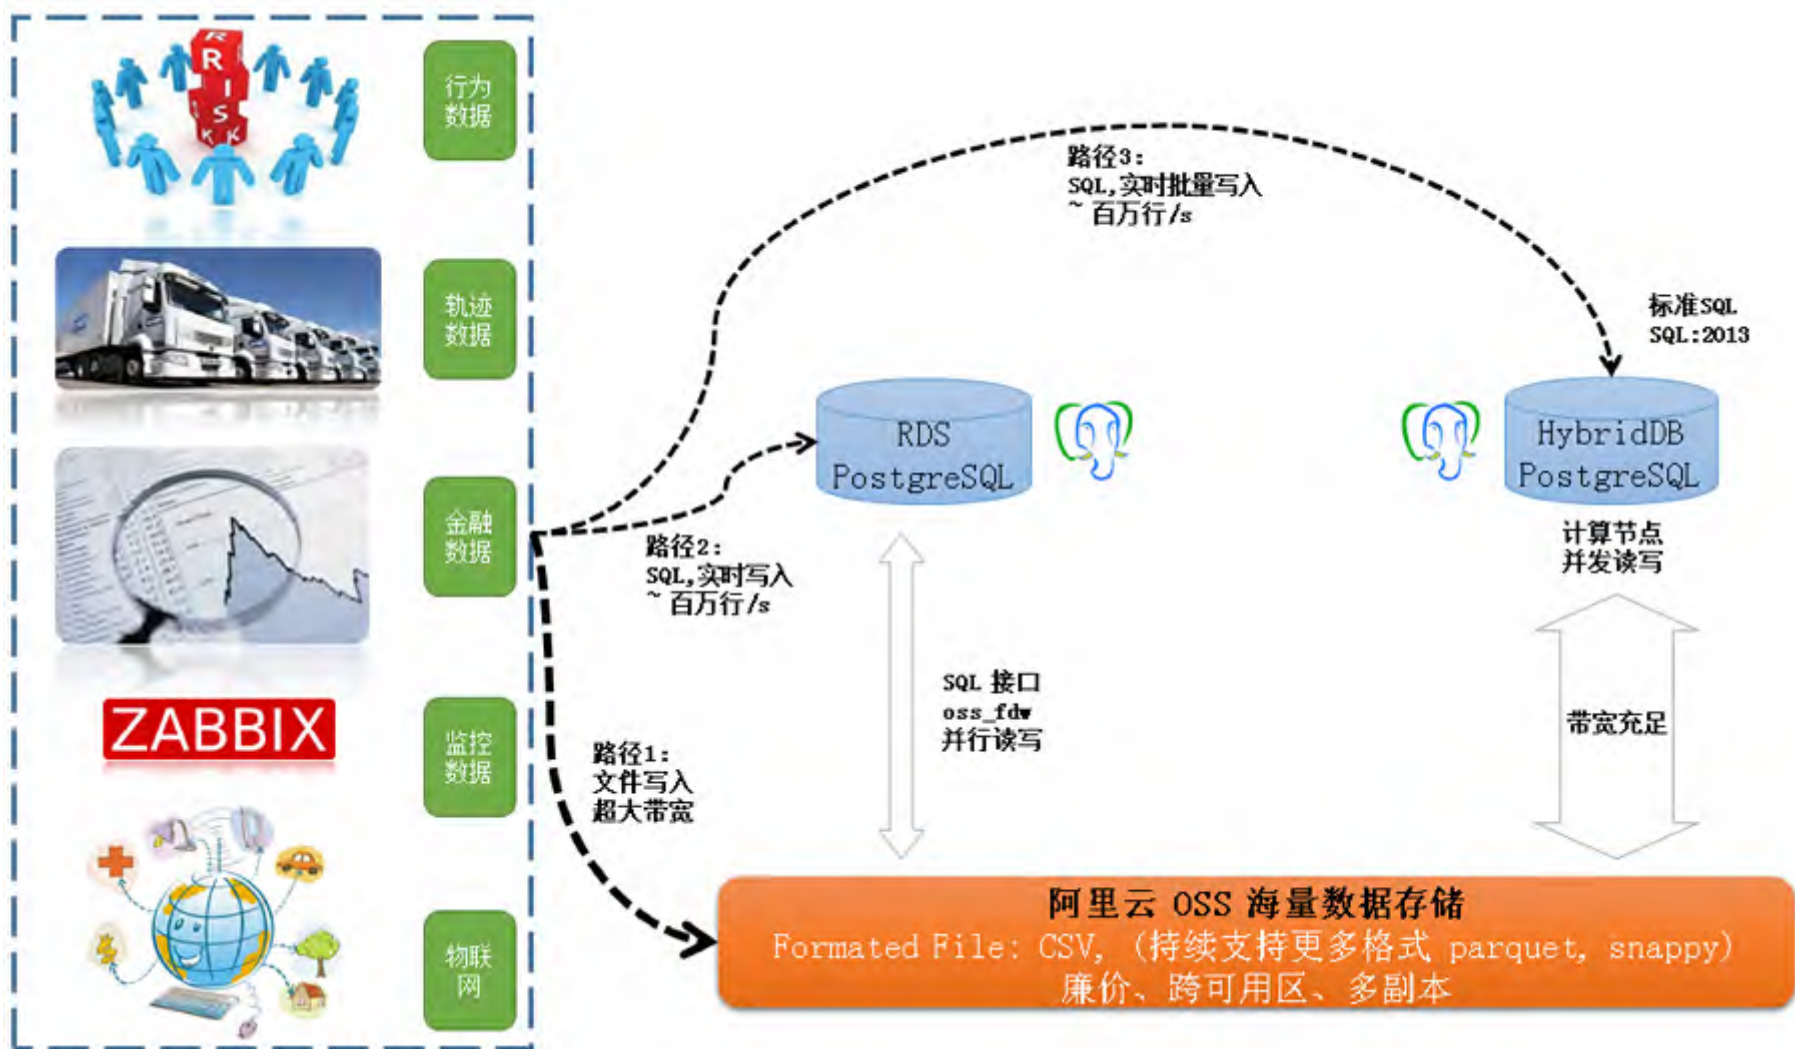 R
R
I
S
K
K
行为
数据
轨迹
数据
金融
数据
ZABBIX
监控
数据
物联
网
路径3：
SQL,实时批量写入
~ 百万行/s
标准SQL
SQL:2013
RDS
PostgreSQL
HybridDB
PostgreSQL
计算节点
并发读写
路径2：
SQL,实时写入
~ 百万行/s
SQL 接口
oss_fdw
并行读写
带宽充足
路径1：
文件写入
超大带宽
阿里云 OSS 海量数据存储
Formated File: CSV, (持续支持更多格式 parquet, snappy)
廉价、跨可用区、多副本